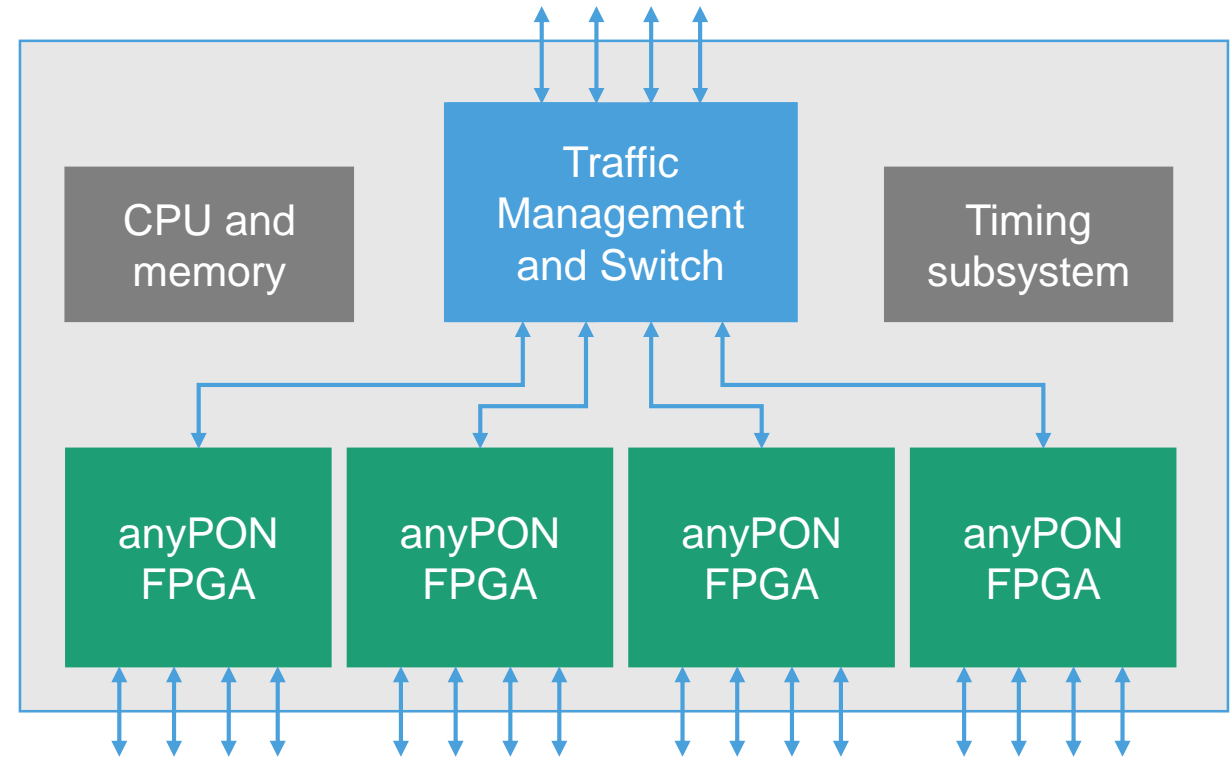 Traffic
Management
and Switch
CPU and
memory
Timing
subsystem
anyPON
FPGA
anyPON
FPGA
anyPON
FPGA
anyPON
FPGA